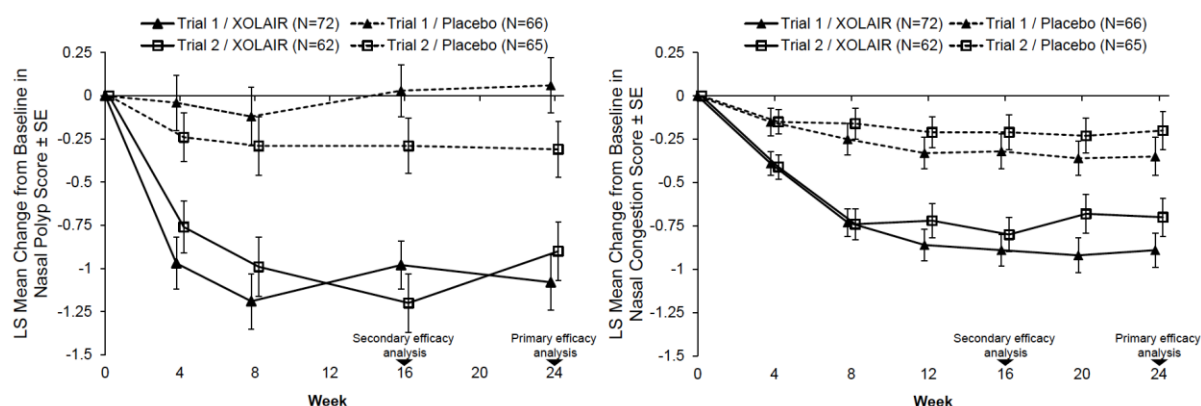 Trial 1 / XOLAIR (N=72) Trial 1 / Placebo (N=66)
Trial 2 / XOLAIR (N=62) Trial 2 / Placebo (N=65)
LS Mean Change from Baseline in
Nasal Polyp Score ± SE
0.25
0
-0.25
-0.5
-0.75
-1
-1.25
-1.5
Secondary efficacy
analysis
Primary efficacy
analysis
0 4 8 12 16 20 24
Week
Trial 1 / XOLAIR (N=72) Trial 1 / Placebo (N=66)
Trial 2 / XOLAIR (N=62) Trial 2 / Placebo (N=65)
LS Mean Change from Baseline in
Nasal Congestion Score ± SE
0.25
0
-0.25
-0.5
-0.75
-1
-1.25
-1.5
Secondary efficacy
analysis
Primary efficacy
analysis
0 4 8 12 16 20 24
Week